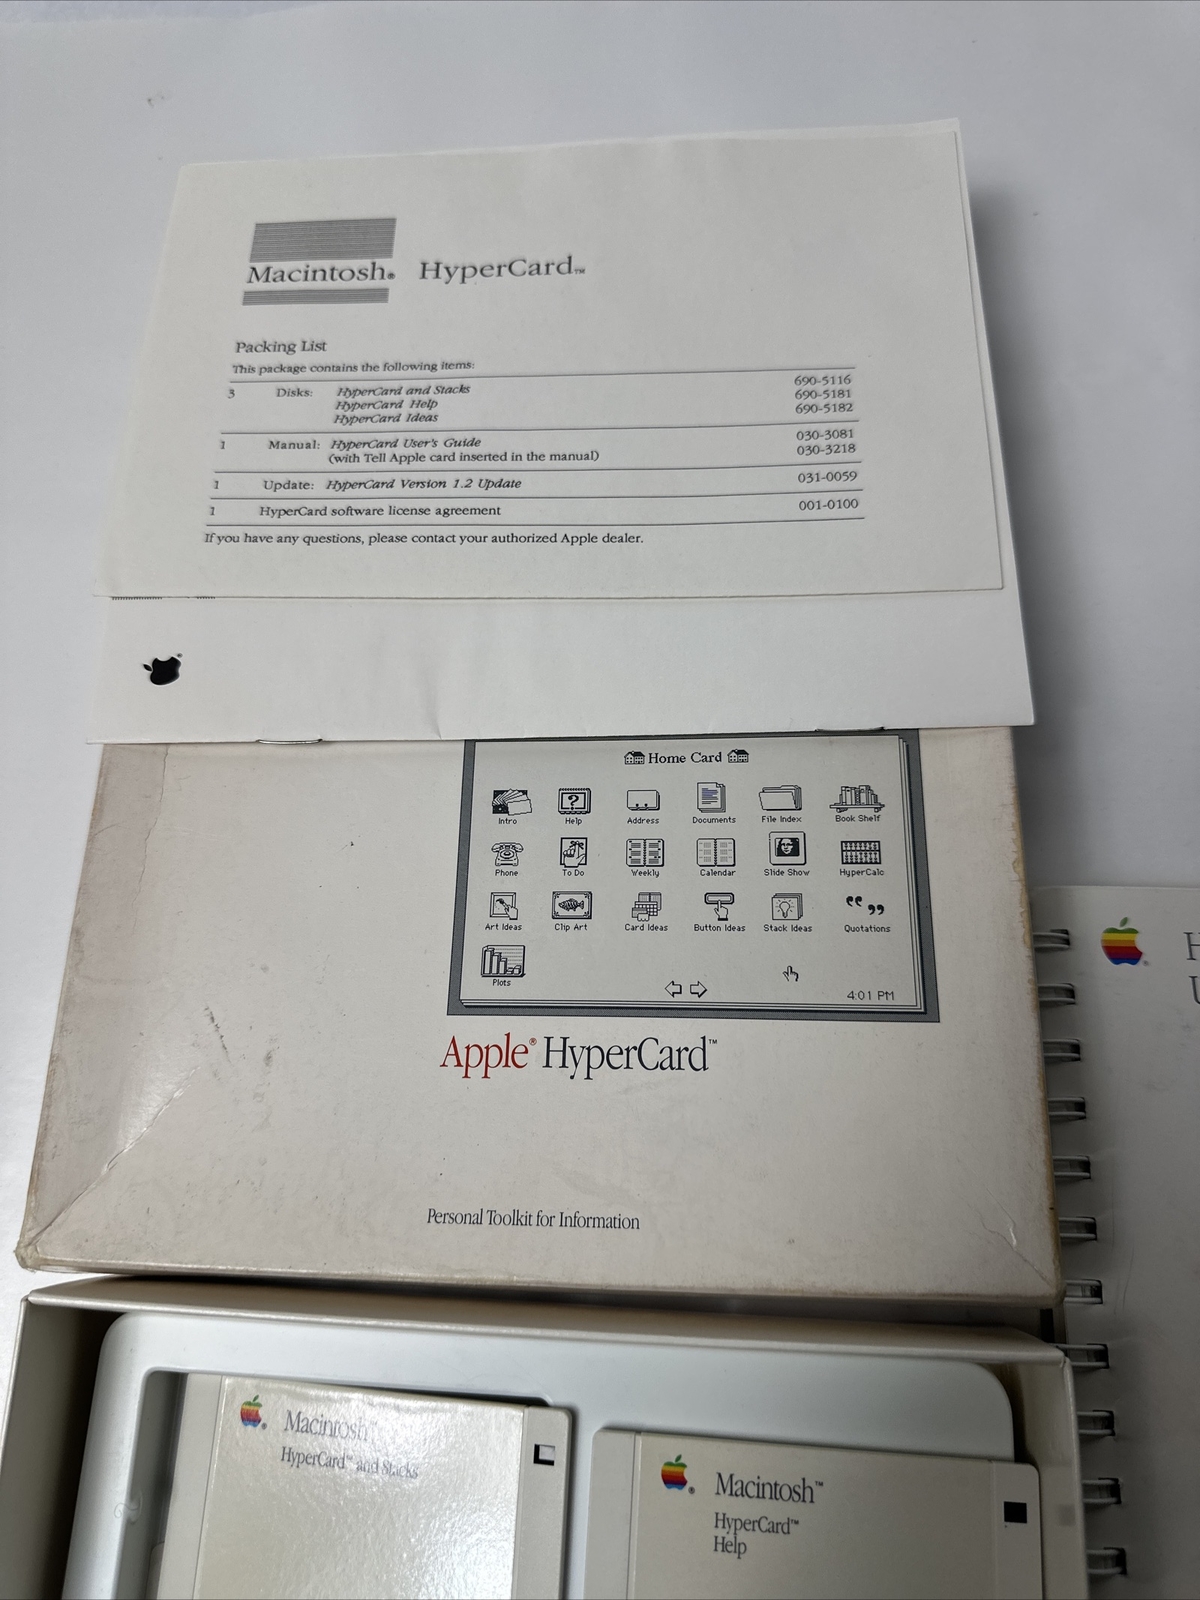 Macintosh® HyperCard™
Packing List
This package contains the following items:
3 Disks: HyperCard and Stacks 690-5116
HyperCard Help 690-5181
HyperCard Ideas 690-5182
1 Manual: HyperCard User's Guide 030-3081
(with Tell Apple card inserted in the manual) 030-3218
1 Update: HyperCard Version 1.2 Update 031-0059
1 HyperCard software license agreement 001-0100
If you have any questions, please contact your authorized Apple dealer.
Home Card
Intro Help Address Documents File Index Book Shelf
Phone To Do Weekly Calendar Slide Show HyperCalc
Art Ideas Clip Art Card Ideas Button Ideas Stack Ideas Quotations
Plots
4:01 PM
Apple® HyperCard™
Personal Toolkit for Information
Macintosh™
HyperCard™ and Stacks
Macintosh™
HyperCard™
Help